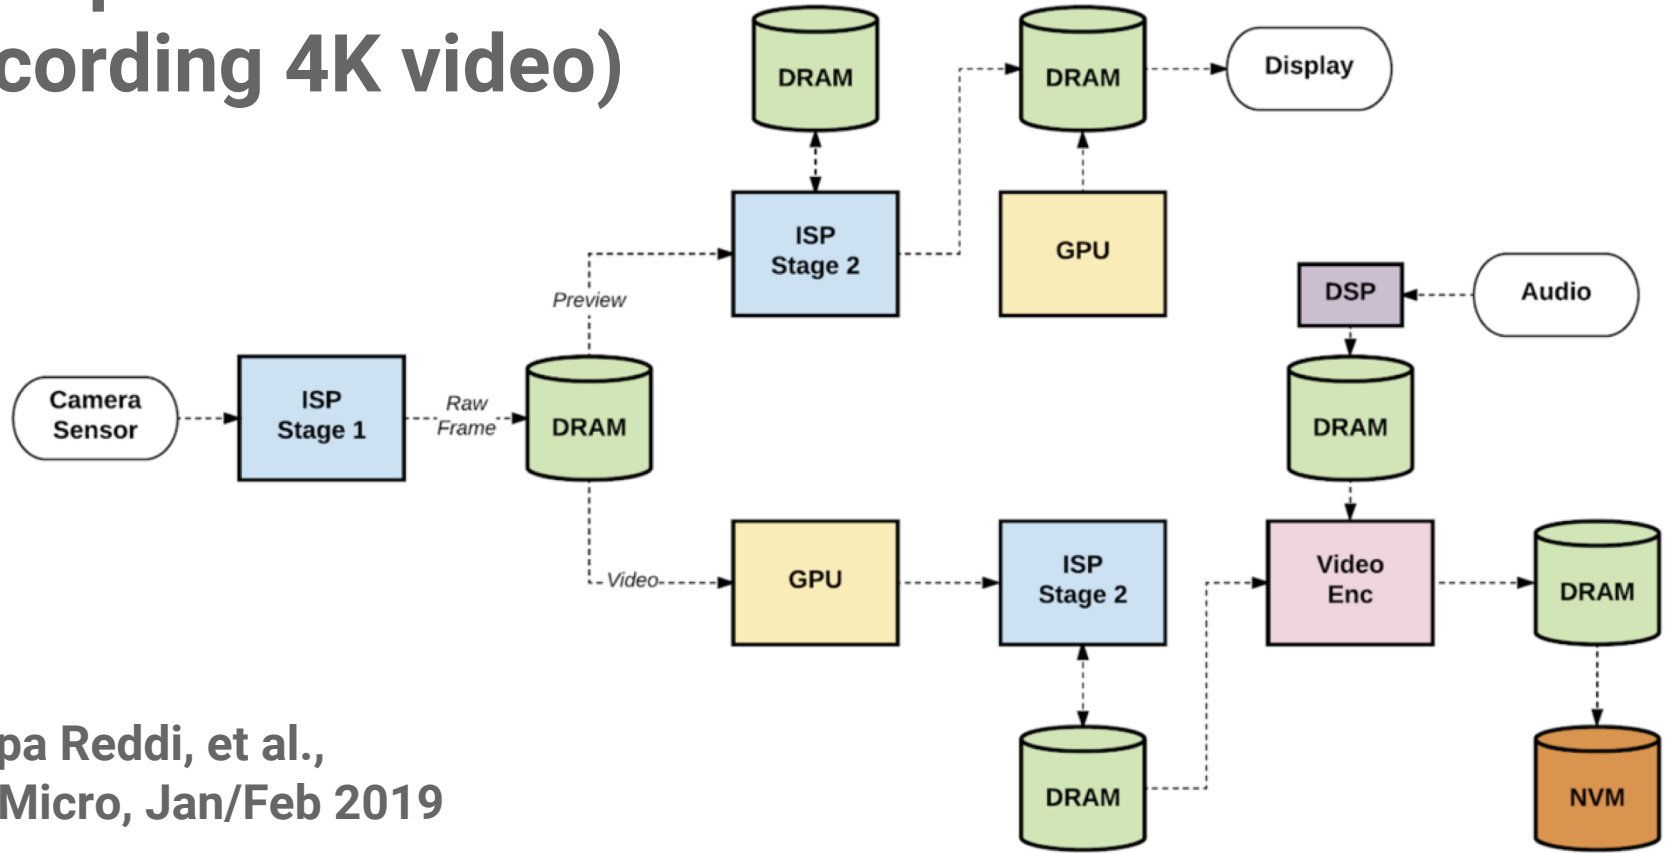 cording 4K video)
DRAM
DRAM
Display
ISP
Stage 2
GPU
DSP
Audio
Preview
Camera
Sensor
ISP
Stage 1
Raw
Frame
DRAM
DRAM
Video
GPU
ISP
Stage 2
Video
Enc
DRAM
DRAM
NVM
pa Reddi, et al.,
Micro, Jan/Feb 2019